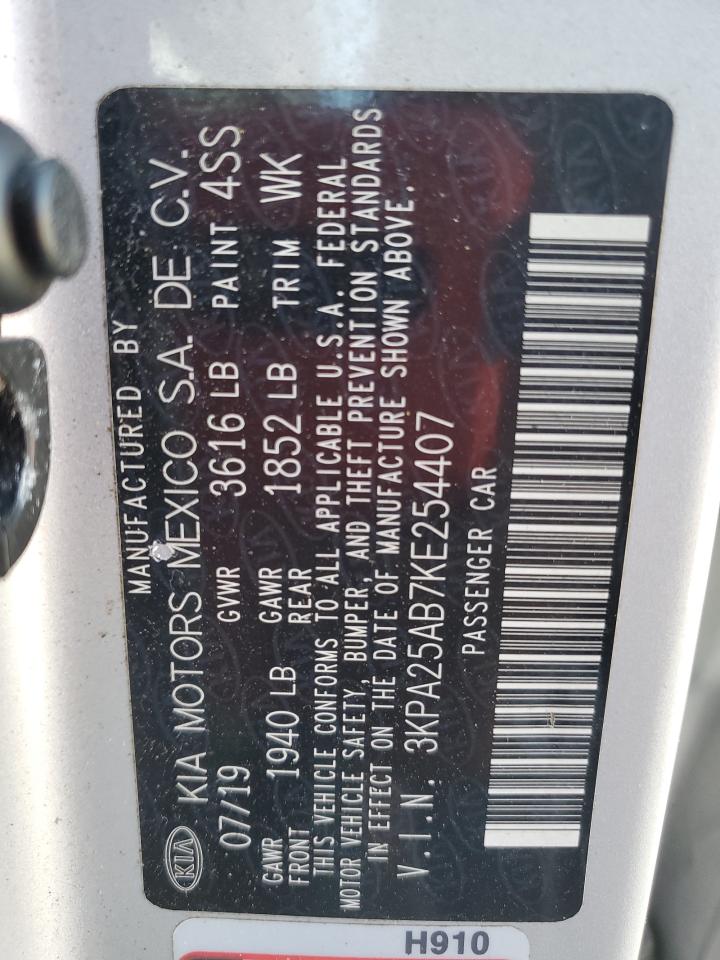 MANUFACTURED BY
KIA KIA MOTORS MEXICO S.A. DE C.V.
07/19 GVWR 3616 LB PAINT 4SS
GAWR FRONT 1940 LB GAWR REAR 1852 LB TRIM WK
THIS VEHICLE CONFORMS TO ALL APPLICABLE U.S.A. FEDERAL
MOTOR VEHICLE SAFETY, BUMPER, AND THEFT PREVENTION STANDARDS
IN EFFECT ON THE DATE OF MANUFACTURE SHOWN ABOVE.
V.I.N. 3KPA25AB7KE254407
PASSENGER CAR
H910